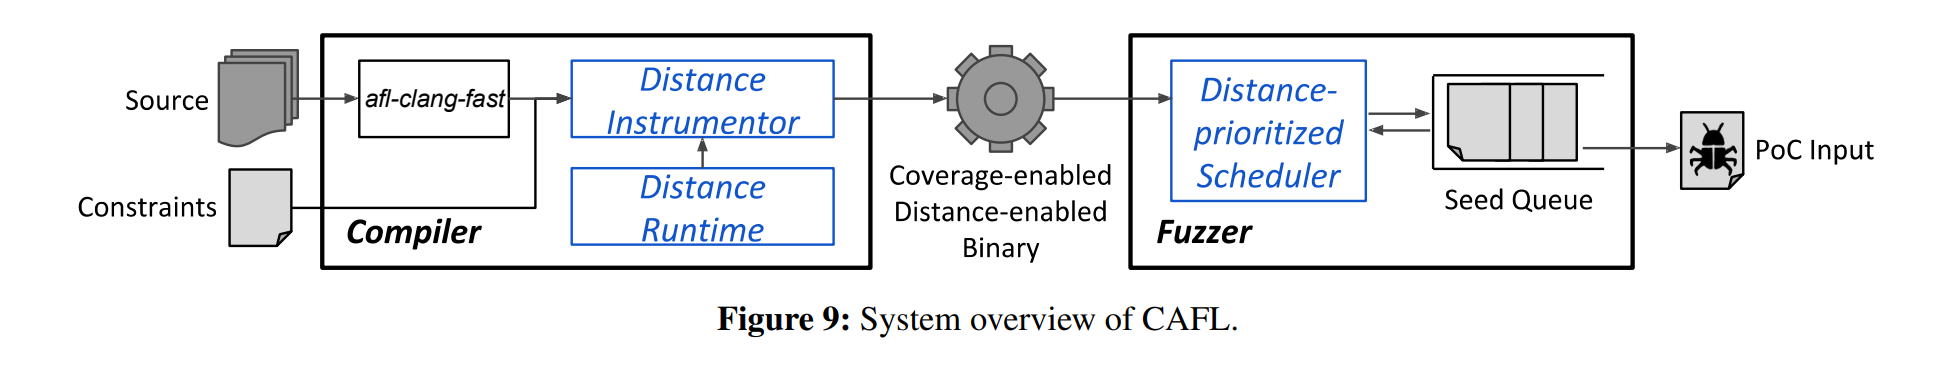 Source
Constraints
afl-clang-fast
Compiler
Distance
Instrumentor
Distance
Runtime
Coverage-enabled
Distance-enabled
Binary
Distance-
prioritized
Scheduler
Fuzzer
Seed Queue
PoC Input
Figure 9: System overview of CAFL.